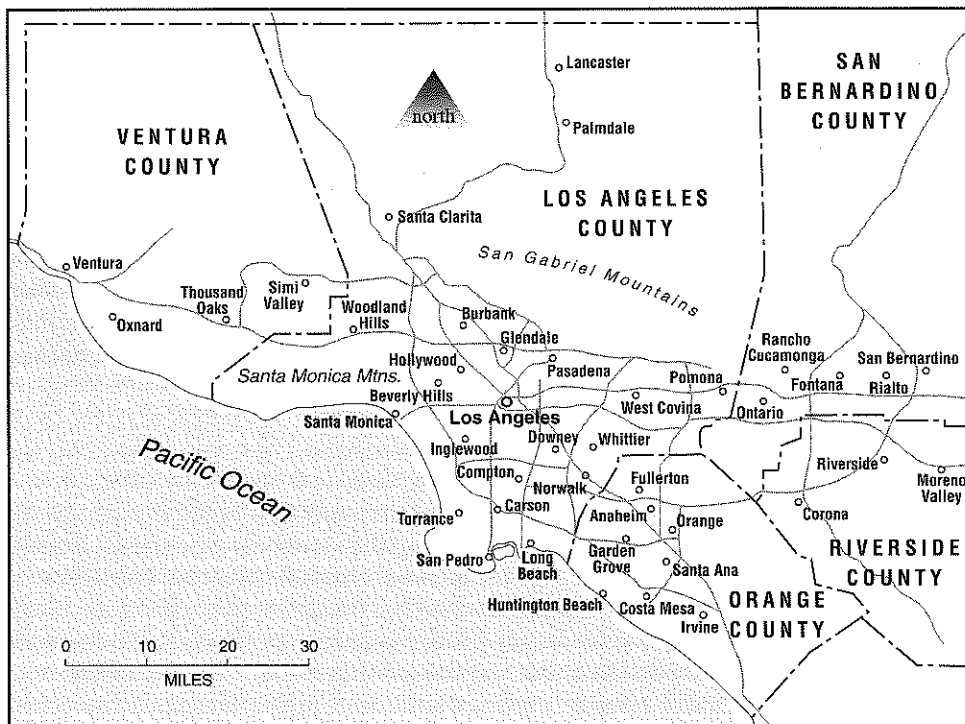 Lancaster
SAN
BERNARDINO
COUNTY
north
Palmdale
VENTURA
COUNTY
LOS ANGELES
COUNTY
Santa Clarita
San Gabriel Mountains
Ventura
Simi
Valley
Thousand
Oaks
Oxnard
Woodland
Hills
Burbank
Glendale
Rancho
Cucamonga
San Bernardino
Hollywood
Pasadena
Santa Monica Mtns.
Beverly Hills
Pomona
Fontana
Rialto
West Covina
Ontario
Santa Monica
Los Angeles
Inglewood
Downey
Whittier
Pacific Ocean
Compton
Norwalk
Fullerton
Riverside
Moreno
Valley
Torrance
Carson
Anaheim
Orange
Corona
San Pedro
Long
Beach
Garden
Grove
Santa Ana
RIVERSIDE
COUNTY
Huntington Beach
Costa Mesa
Irvine
ORANGE
COUNTY
0 10 20 30
MILES